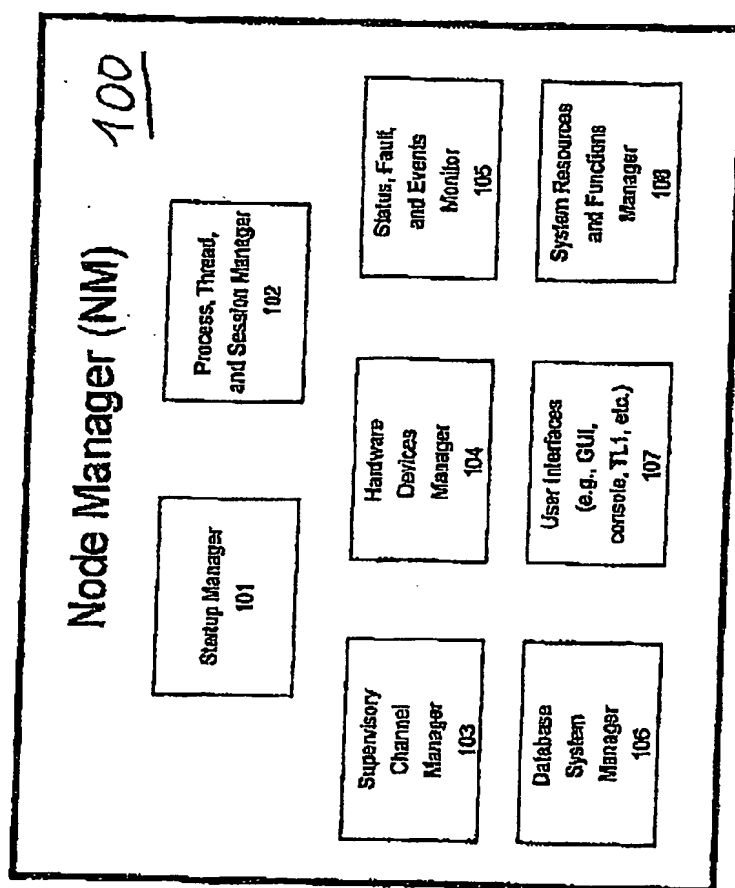 Node Manager (NM)
100
Startup Manager
101
Process, Thread,
and Session Manager
102
Supervisory
Channel
Manager
103
Hardware
Devices
Manager
104
Status, Fault,
and Events
Monitor
105
Database
System
Manager
106
User Interfaces
(e.g., GUI,
console, TL1, etc.)
107
System Resources
and Functions
Manager
108